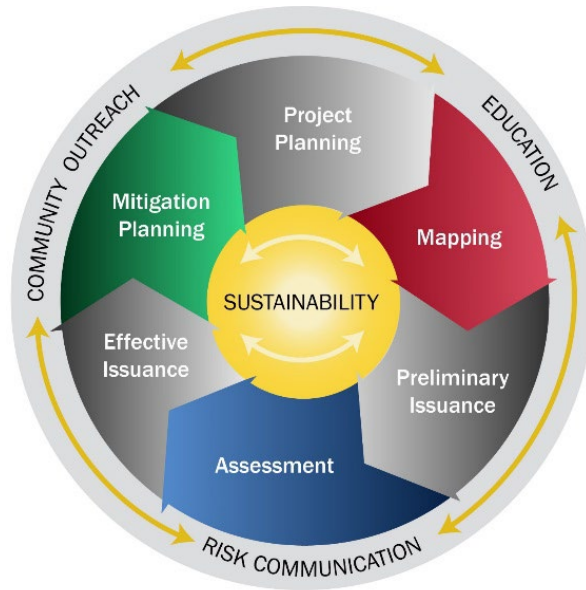 COMMUNITY OUTREACH
EDUCATION
Project
Planning
Mitigation
Planning
Mapping
SUSTAINABILITY
Effective
Issuance
Preliminary
Issuance
Assessment
RISK COMMUNICATION